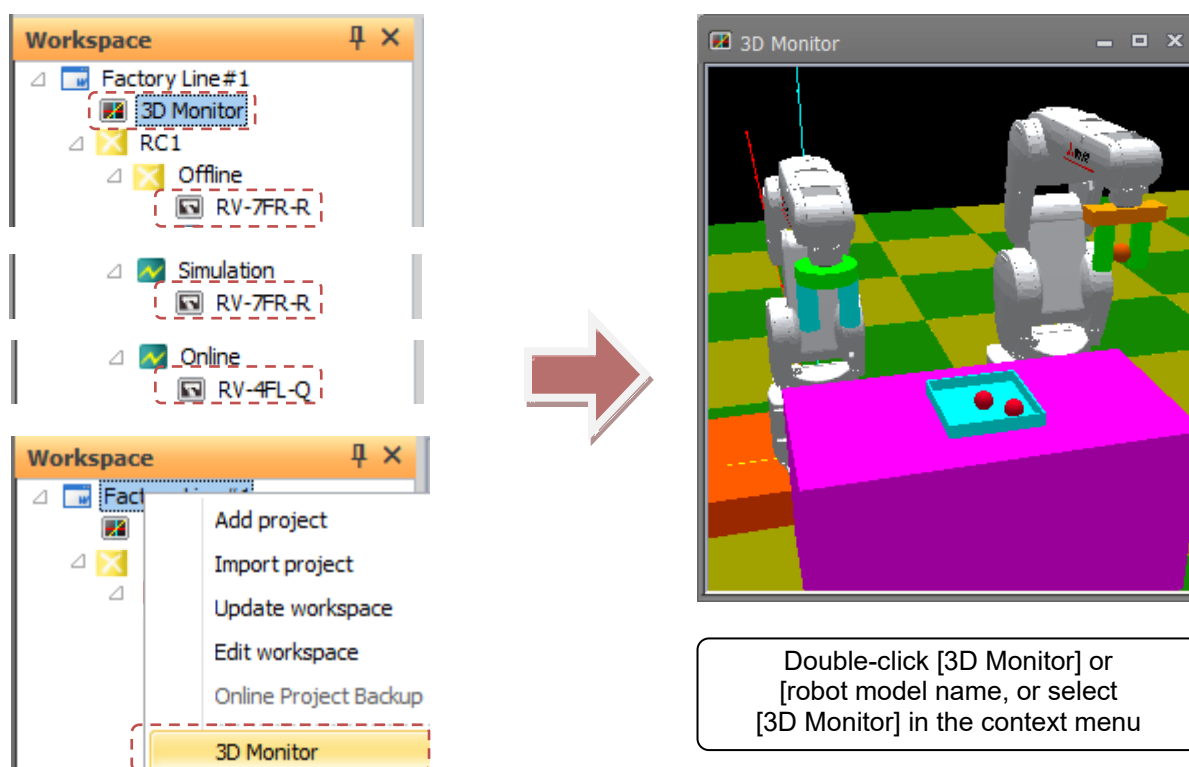 Workspace
Factory Line#1
3D Monitor
RC1
Offline
RV-7FR-R
Simulation
RV-7FR-R
Online
RV-4FL-Q
Workspace
Add project
Import project
Update workspace
Edit workspace
Online Project Backup
3D Monitor
3D Monitor
Double-click [3D Monitor] or
[robot model name, or select
[3D Monitor] in the context menu